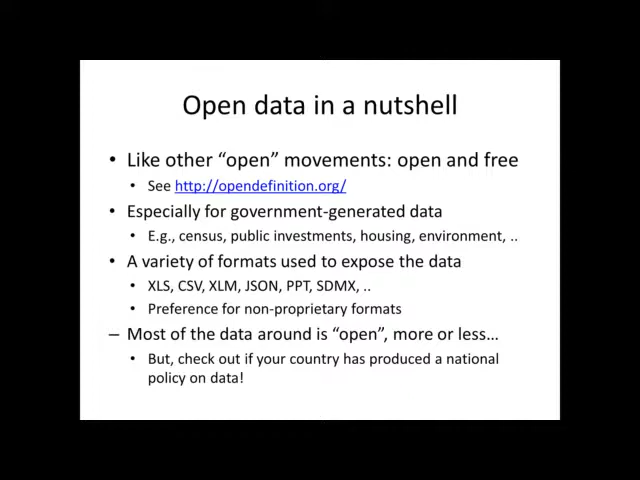 Open data in a nutshell
• Like other “open” movements: open and free
• See http://opendefinition.org/
• Especially for government-generated data
• E.g., census, public investments, housing, environment, ..
• A variety of formats used to expose the data
• XLS, CSV, XLM, JSON, PPT, SDMX, ..
• Preference for non-proprietary formats
– Most of the data around is “open”, more or less…
• But, check out if your country has produced a national
policy on data!